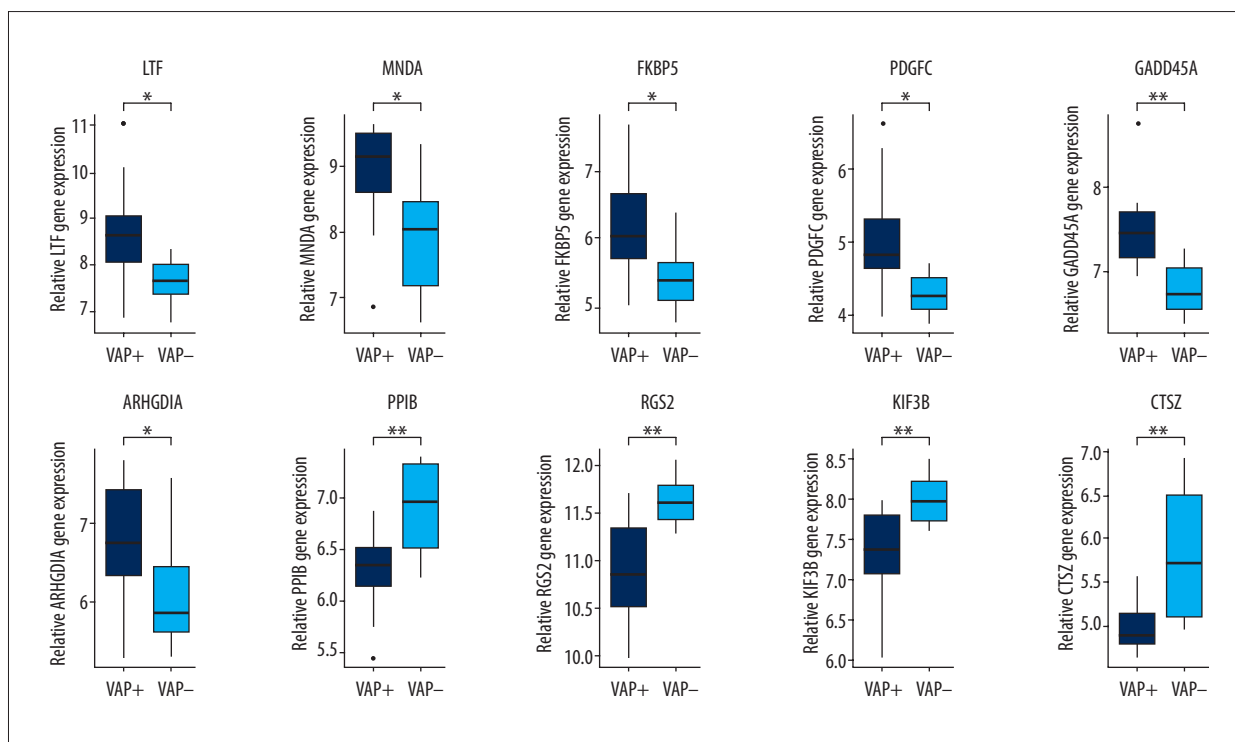 LTF
*
Relative LTF gene expression
11
10
9
8
7
VAP+ VAP–
MNDA
*
Relative MNDA gene expression
9
8
7
VAP+ VAP–
FKBP5
*
Relative FKBP5 gene expression
7
6
5
VAP+ VAP–
PDGFC
*
Relative PDGFC gene expression
6
5
4
VAP+ VAP–
GADD45A
**
Relative GADD45A gene expression
8
7
VAP+ VAP–
ARHGDIA
*
Relative ARHGDIA gene expression
7
6
VAP+ VAP–
PPIB
**
Relative PPIB gene expression
7.0
6.5
6.0
5.5
VAP+ VAP–
RGS2
**
Relative RGS2 gene expression
12.0
11.5
11.0
10.5
10.0
VAP+ VAP–
KIF3B
**
Relative KIF3B gene expression
8.5
8.0
7.5
7.0
6.5
6.0
VAP+ VAP–
CTSZ
**
Relative CTSZ gene expression
7.0
6.5
6.0
5.5
5.0
VAP+ VAP–